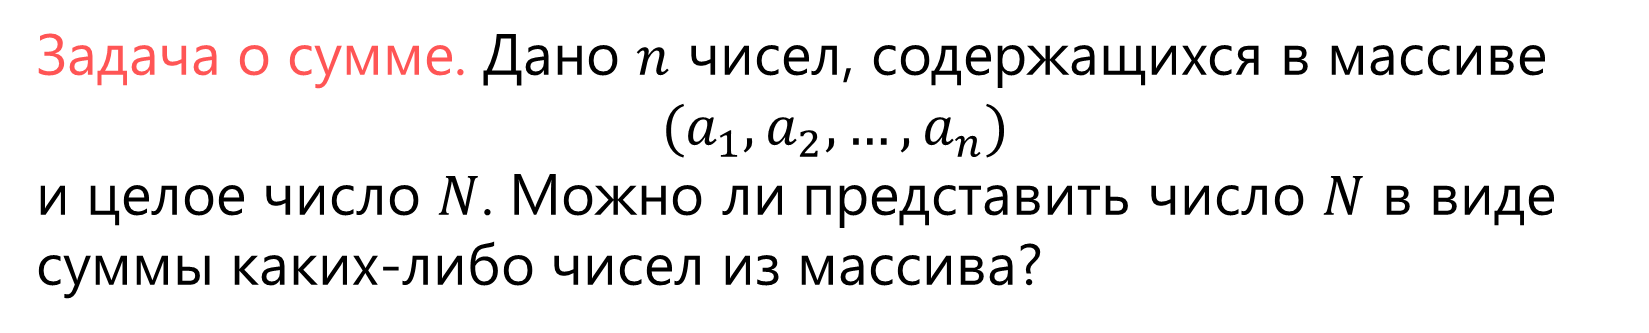 Задача о сумме. Дано n чисел, содержащихся в массиве
(a₁, a₂, … , aₙ)
и целое число N. Можно ли представить число N в виде
суммы каких-либо чисел из массива?